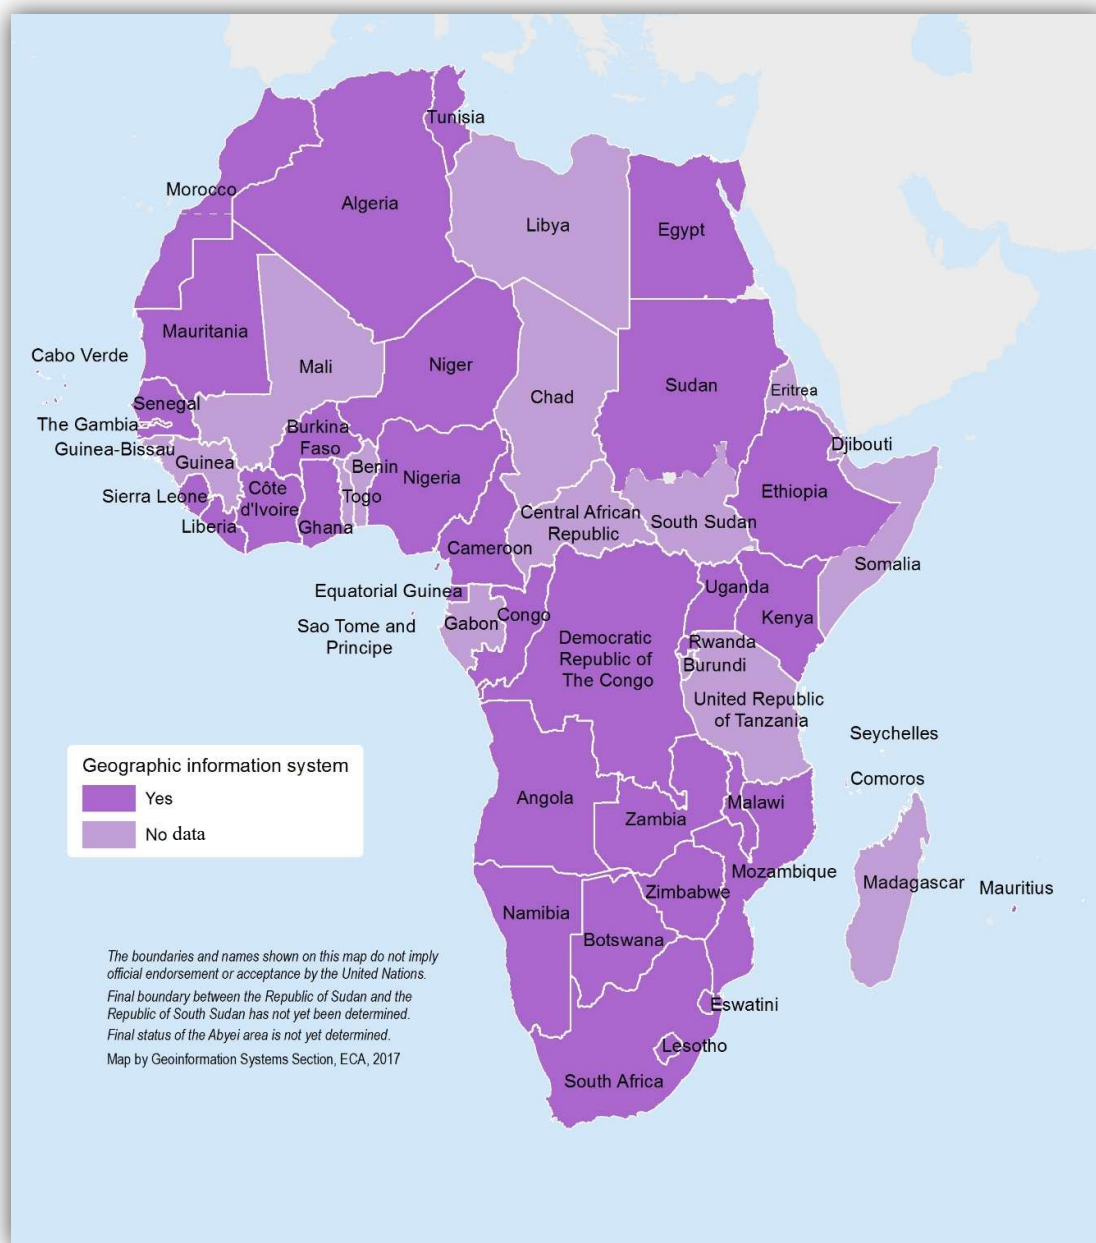 Tunisia
Morocco
Algeria
Libya
Egypt
Mauritania
Cabo Verde
Mali
Niger
Chad
Sudan
Eritrea
Senegal
The Gambia
Guinea-Bissau
Guinea
Burkina
Faso
Benin
Nigeria
Djibouti
Ethiopia
Sierra Leone
Côte
d'Ivoire
Togo
Liberia
Ghana
Central African
Republic
South Sudan
Cameroon
Somalia
Equatorial Guinea
Uganda
Gabon
Congo
Kenya
Sao Tome and
Principe
Democratic
Republic of
The Congo
Rwanda
Burundi
United Republic
of Tanzania
Seychelles
Comoros
Geographic information system
Yes
No data
Angola
Malawi
Zambia
Mozambique
Madagascar
Mauritius
Zimbabwe
Namibia
Botswana
Eswatini
Lesotho
South Africa
The boundaries and names shown on this map do not imply
official endorsement or acceptance by the United Nations.
Final boundary between the Republic of Sudan and the
Republic of South Sudan has not yet been determined.
Final status of the Abyei area is not yet determined.
Map by Geoinformation Systems Section, ECA, 2017